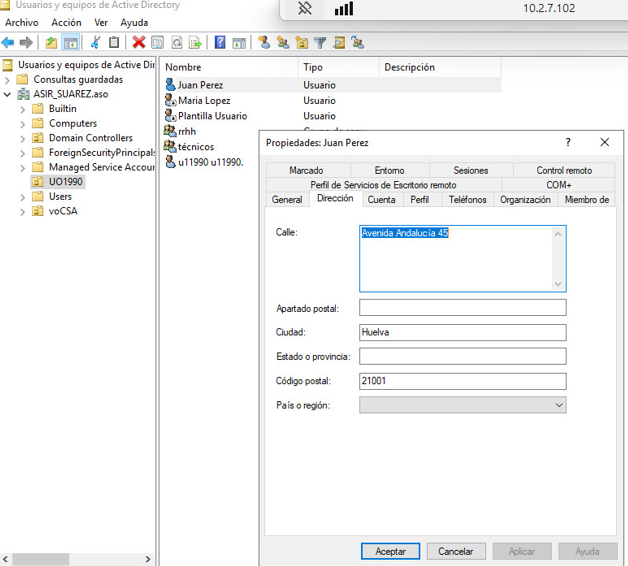 Usuarios y equipos de Active Directory
10.2.7.102
Archivo Acción Ver Ayuda
Usuarios y equipos de Active Dir
Consultas guardadas
ASIR_SUAREZ.aso
Builtin
Computers
Domain Controllers
ForeignSecurityPrincipals
Managed Service Accoun
UO1990
Users
voCSA
Nombre Tipo Descripción
Juan Perez Usuario
Maria Lopez Usuario
Plantilla Usuario Usuario
rrhh
técnicos
u11990 u11990.
Propiedades: Juan Perez
Marcado Entorno Sesiones Control remoto
Perfil de Servicios de Escritorio remoto COM+
General Dirección Cuenta Perfil Teléfonos Organización Miembro de
Calle: Avenida Andalucía 45
Apartado postal:
Ciudad: Huelva
Estado o provincia:
Código postal: 21001
País o región:
Aceptar Cancelar Aplicar Ayuda